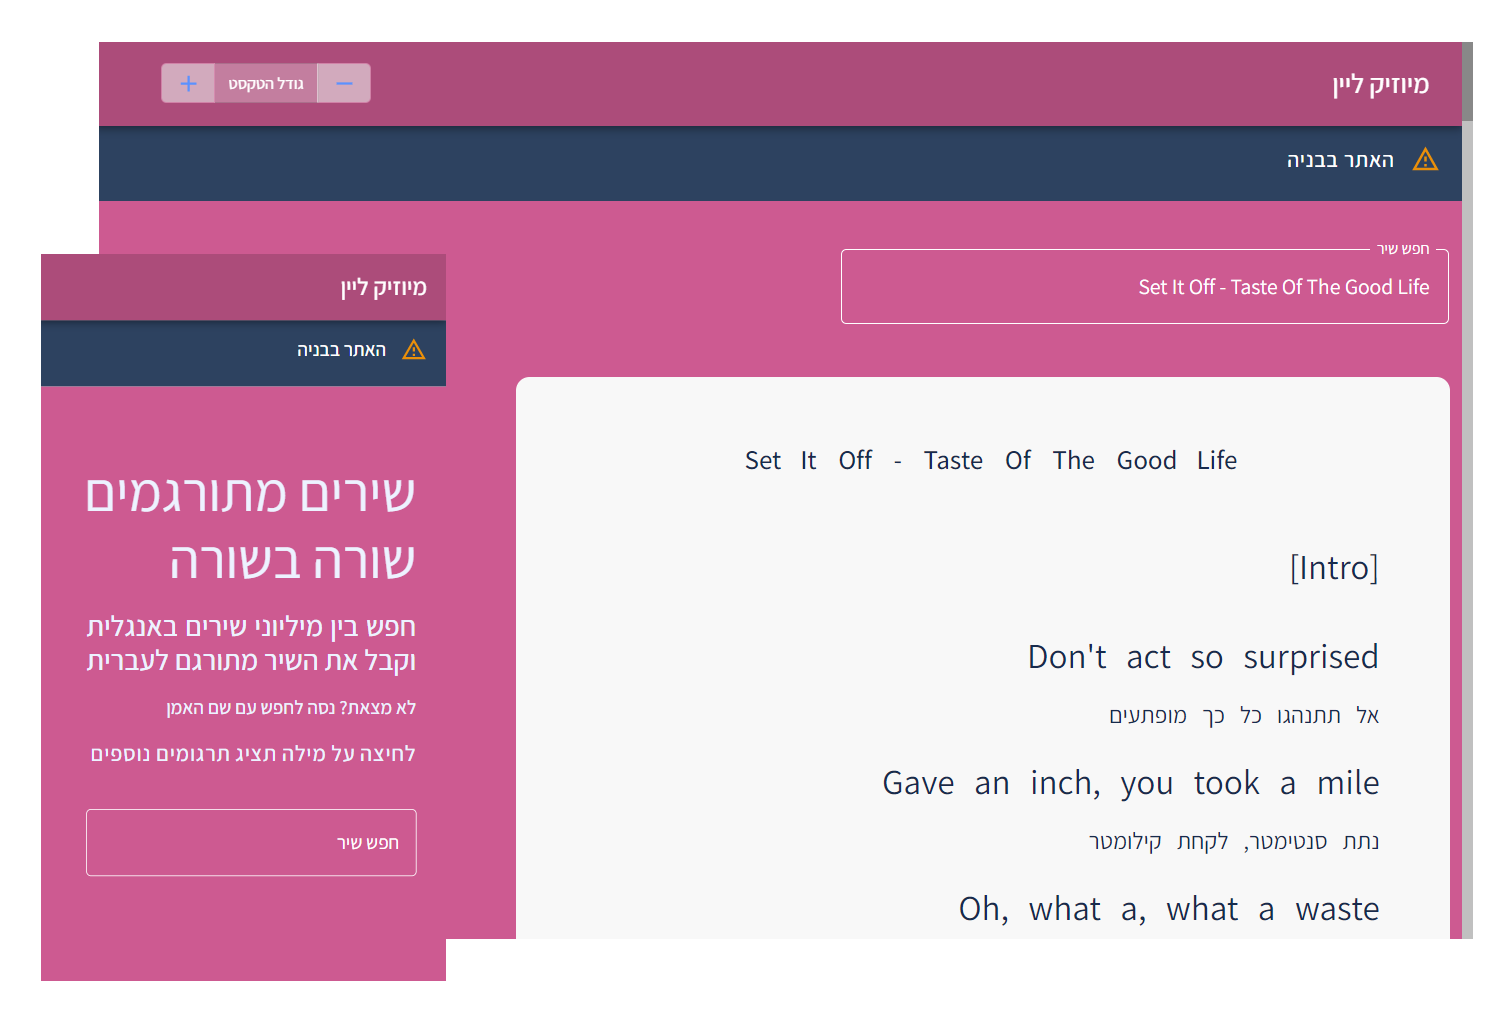 מיוזיק ליין
− גודל הטקסט +
האתר בבניה
חפש שיר
Set It Off - Taste Of The Good Life
Set It Off - Taste Of The Good Life
[Intro]
Don't act so surprised
אל תתנהגו כל כך מופתעים
Gave an inch, you took a mile
נתת סנטימטר, לקחת קילומטר
Oh, what a, what a waste
מיוזיק ליין
האתר בבניה
שירים מתורגמים
שורה בשורה
חפש בין מיליוני שירים באנגלית
וקבל את השיר מתורגם לעברית
לא מצאת? נסה לחפש עם שם האמן
לחיצה על מילה תציג תרגומים נוספים
חפש שיר